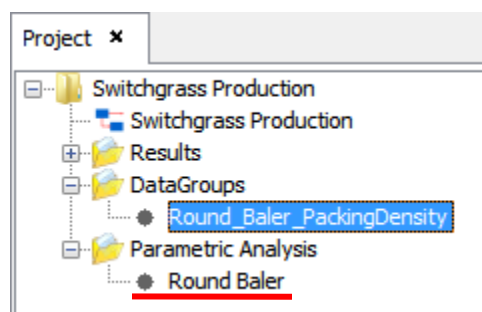 Project ×
Switchgrass Production
Switchgrass Production
Results
DataGroups
Round_Baler_PackingDensity
Parametric Analysis
Round Baler